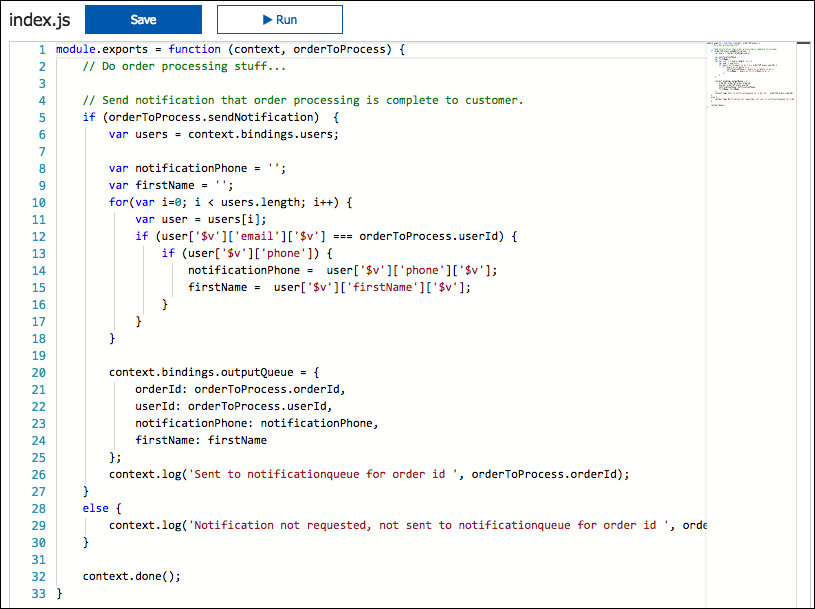 index.js Save Run
1 module.exports = function (context, orderToProcess) {
2 // Do order processing stuff...
3
4 // Send notification that order processing is complete to customer.
5 if (orderToProcess.sendNotification)  {
6 var users = context.bindings.users;
7
8 var notificationPhone = '';
9 var firstName = '';
10 for(var i=0; i < users.length; i++) {
11 var user = users[i];
12 if (user['$v']['email']['$v'] === orderToProcess.userId) {
13 if (user['$v']['phone']) {
14 notificationPhone =  user['$v']['phone']['$v'];
15 firstName =  user['$v']['firstName']['$v'];
16 }
17 }
18 }
19
20 context.bindings.outputQueue = {
21 orderId: orderToProcess.orderId,
22 userId: orderToProcess.userId,
23 notificationPhone: notificationPhone,
24 firstName: firstName
25 };
26 context.log('Sent to notificationqueue for order id ', orderToProcess.orderId);
27 }
28 else {
29 context.log('Notification not requested, not sent to notificationqueue for order id ', orde
30 }
31
32 context.done();
33 }